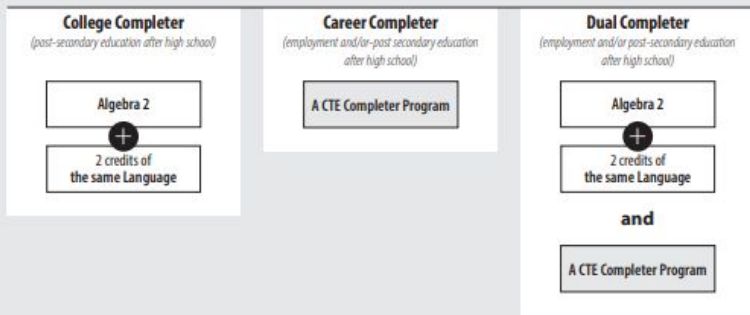 College Completer
(post-secondary education after high school)
Algebra 2
+
2 credits of
the same Language
Career Completer
(employment and/or-post secondary education
after high school)
A CTE Completer Program
Dual Completer
(employment and/or post-secondary education
after high school)
Algebra 2
+
2 credits of
the same Language
and
A CTE Completer Program